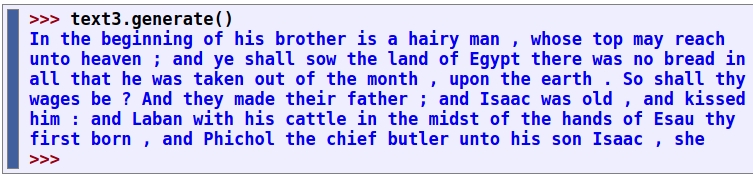 >>> text3.generate()
In the beginning of his brother is a hairy man , whose top may reach
unto heaven ; and ye shall sow the land of Egypt there was no bread in
all that he was taken out of the month , upon the earth . So shall thy
wages be ? And they made their father ; and Isaac was old , and kissed
him : and Laban with his cattle in the midst of the hands of Esau thy
first born , and Phichol the chief butler unto his son Isaac , she
>>>